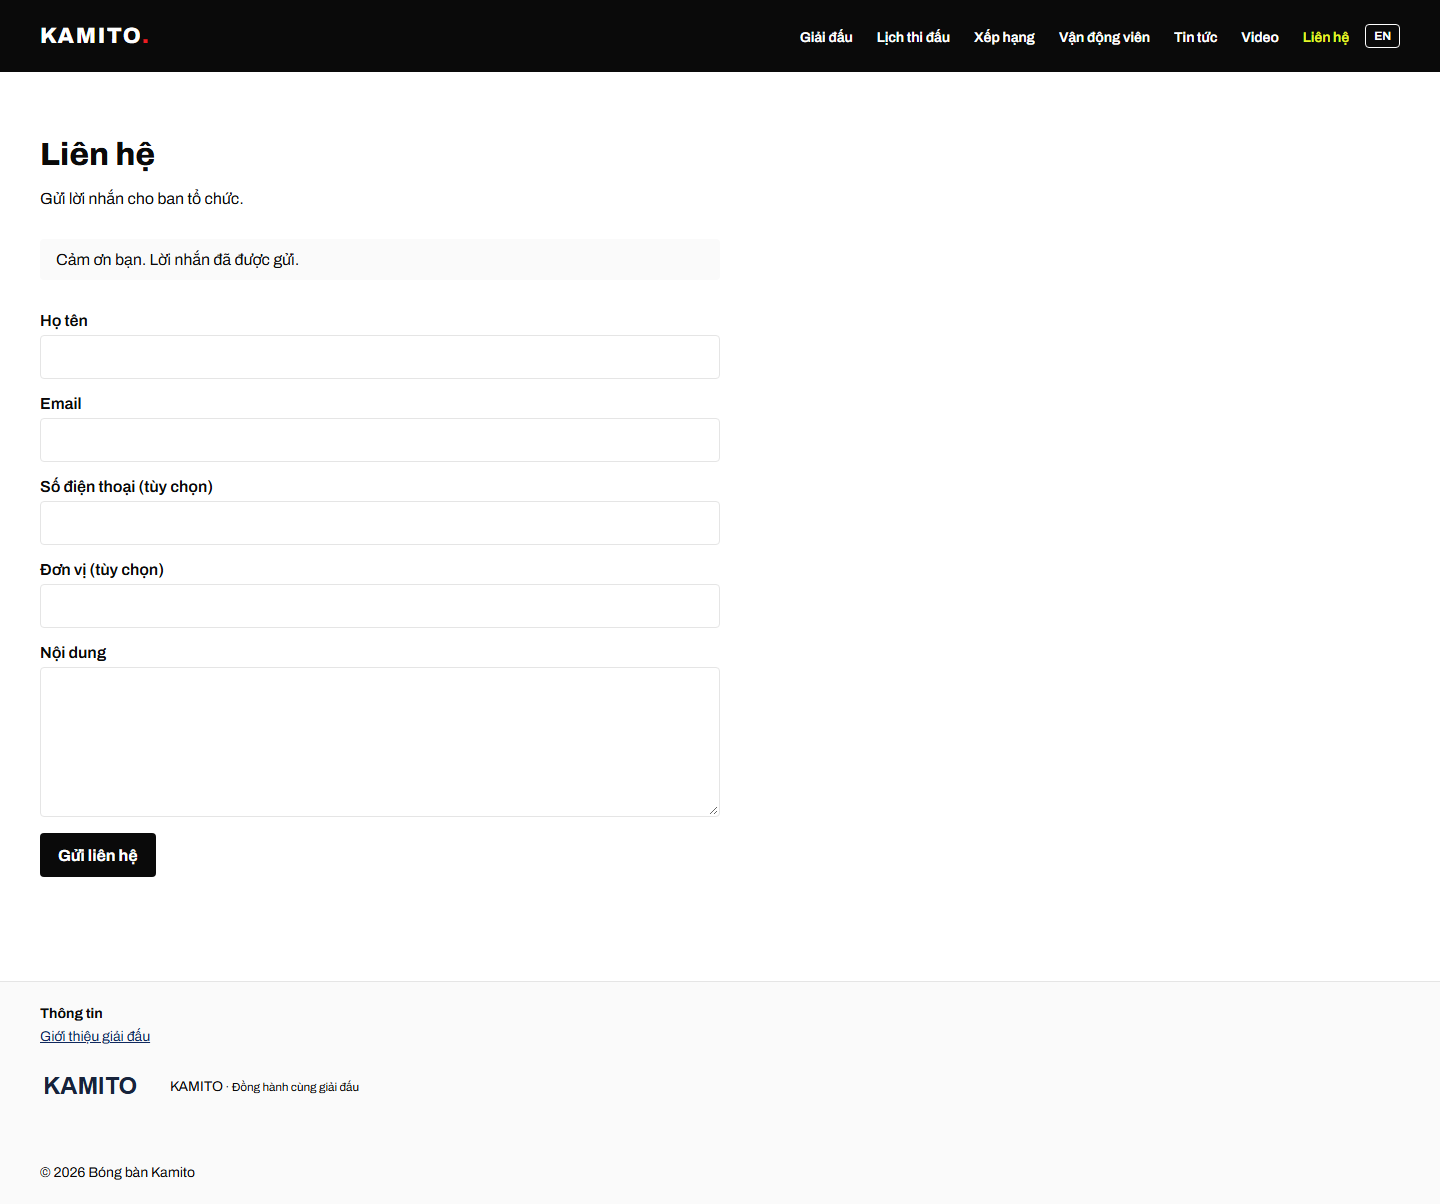 KAMITO.
Giải đấu Lịch thi đấu Xếp hạng Vận động viên Tin tức Video Liên hệ EN
Liên hệ
Gửi lời nhắn cho ban tổ chức.
Cảm ơn bạn. Lời nhắn đã được gửi.
Họ tên
Email
Số điện thoại (tùy chọn)
Đơn vị (tùy chọn)
Nội dung
Gửi liên hệ
Thông tin
Giới thiệu giải đấu
KAMITO KAMITO · Đồng hành cùng giải đấu
© 2026 Bóng bàn Kamito